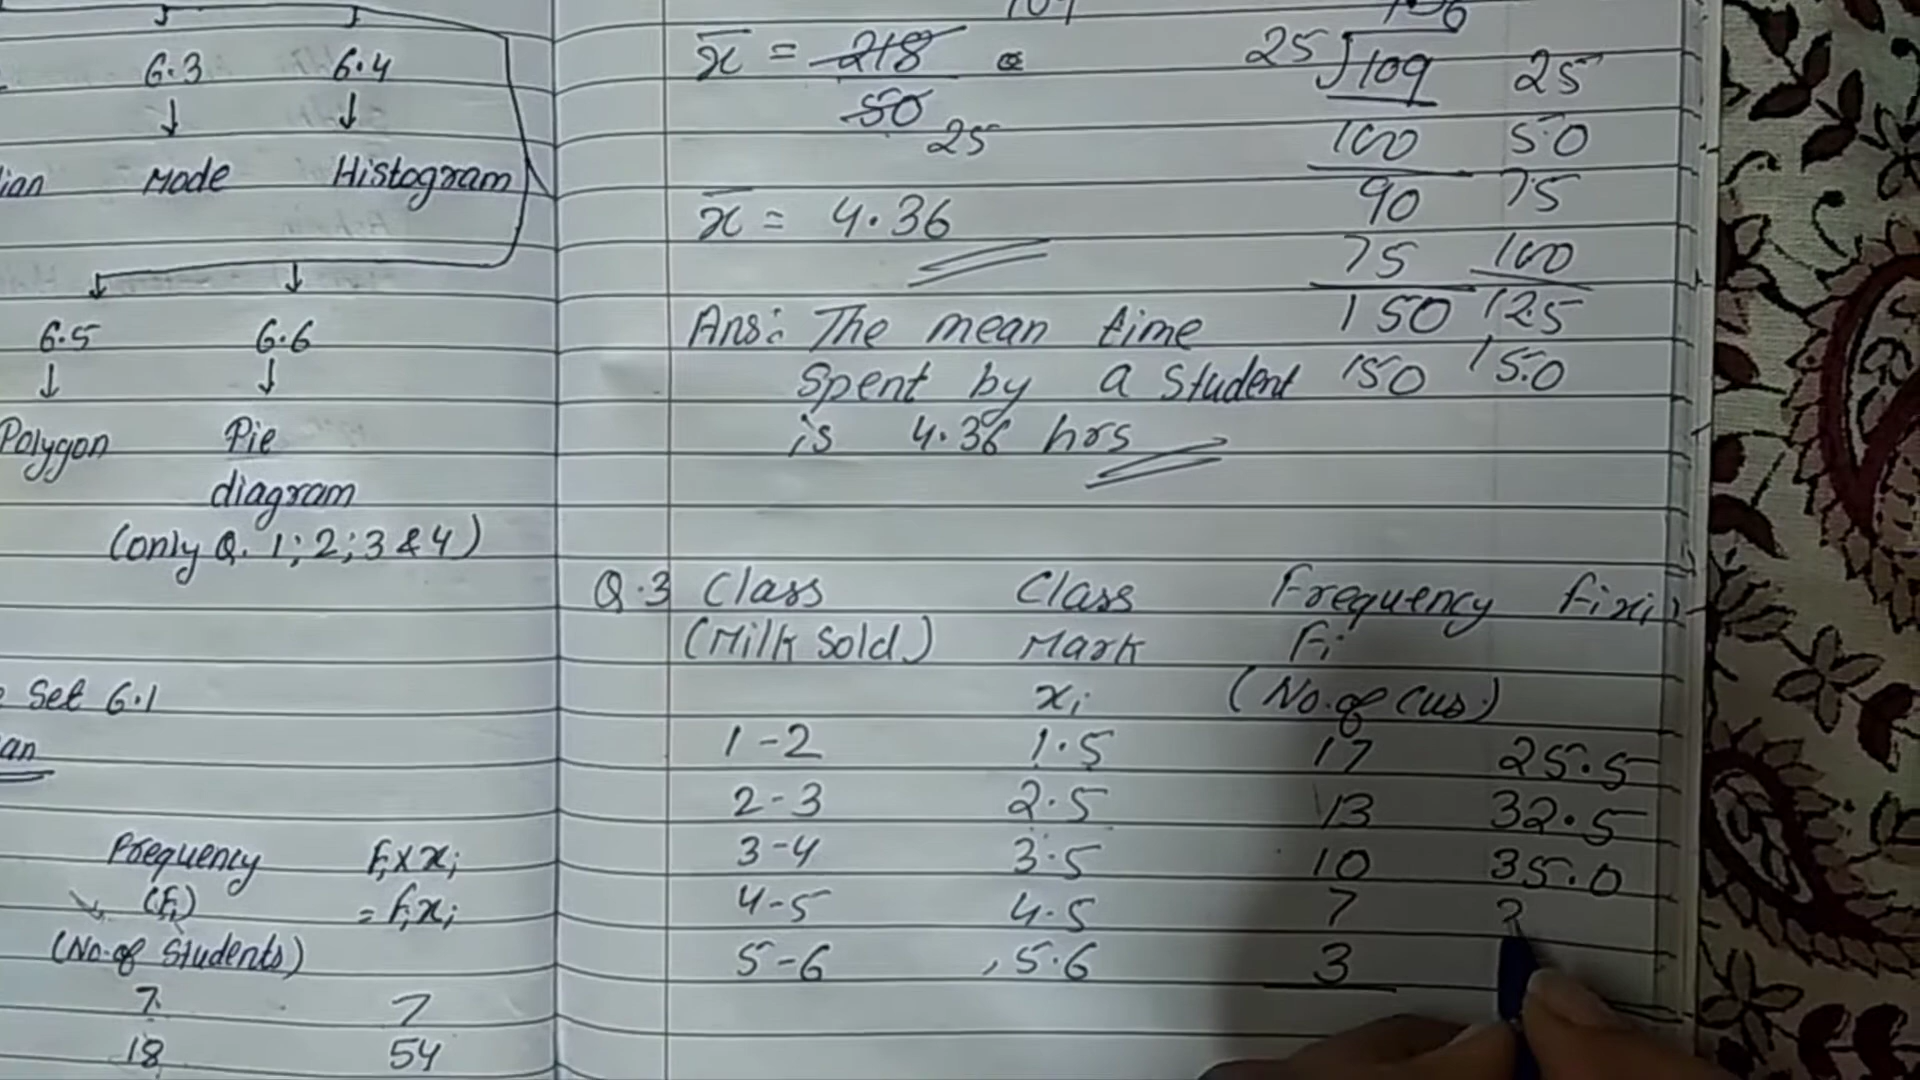 6.3 6.4
Mode Histogram
6.5 6.6
Polygon Pie
diagram
(only Q. 1; 2; 3 & 4)
Set 6.1
Frequency Fi x xi
(Fi) = fixi
(No. of Students)
7 7
18 54
x̄ = 218
50 25
x̄ = 4.36
Ans: The mean time
Spent by a Student
is 4.36 hrs
25 109 25
100 50
90 75
75 100
150 125
150 150
Q.3 Class Class Frequency fixi
(Milk Sold) Mark Fi
xi (No. of Cus)
1-2 1.5 17 25.5
2-3 2.5 13 32.5
3-4 3.5 10 35.0
4-5 4.5 7
5-6 5.6 3